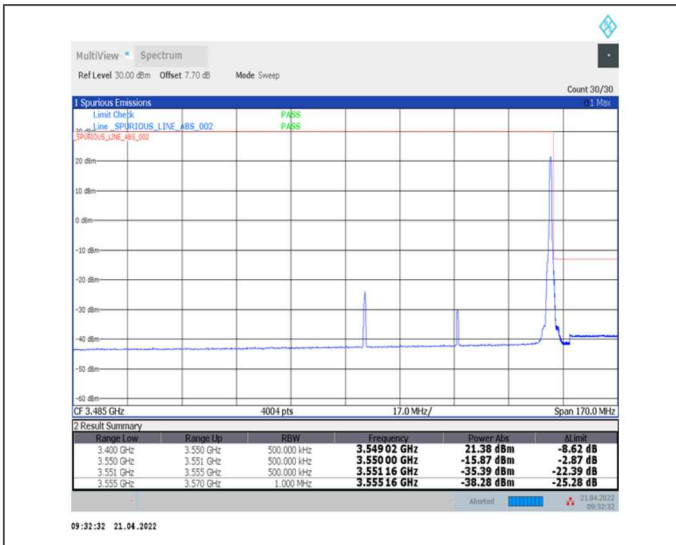 MultiView Spectrum
Ref Level 30.00 dBm Offset 7.70 dB Mode Sweep
Count 30/30
1 Spurious Emissions 1 Max
Limit Check PASS
Line _SPURIOUS_LINE_ABS_002 PASS
_SPURIOUS_LINE_ABS_002
20 dBm
10 dBm
0 dBm
-10 dBm
-20 dBm
-30 dBm
-40 dBm
-50 dBm
-60 dBm
CF 3.485 GHz 4004 pts 17.0 MHz/ Span 170.0 MHz
2 Result Summary
Range Low Range Up RBW Frequency Power Abs ΔLimit
3.400 GHz 3.550 GHz 500.000 kHz 3.549 02 GHz 21.38 dBm -8.62 dB
3.550 GHz 3.551 GHz 500.000 kHz 3.550 00 GHz -15.87 dBm -2.87 dB
3.551 GHz 3.555 GHz 500.000 kHz 3.551 16 GHz -35.39 dBm -22.39 dB
3.555 GHz 3.570 GHz 1.000 MHz 3.555 16 GHz -38.28 dBm -25.28 dB
Aborted 21.04.2022
09:32:32
09:32:32 21.04.2022